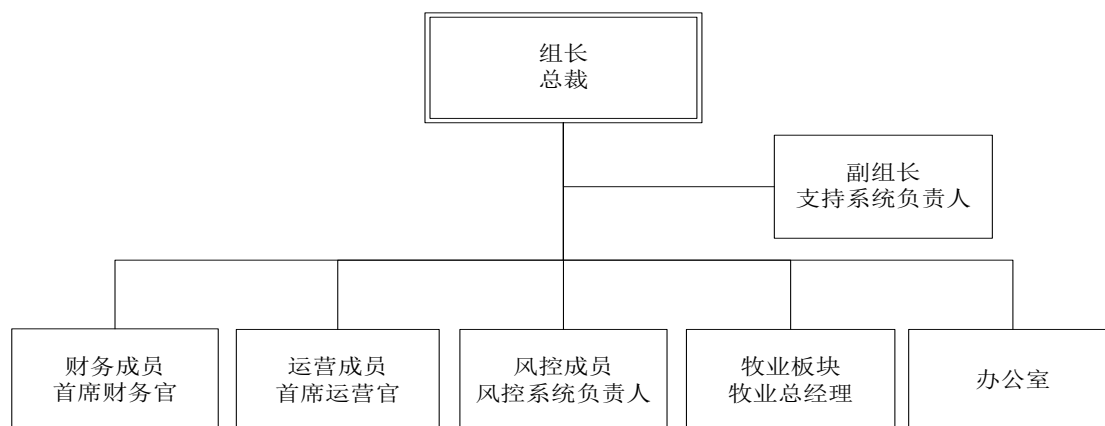 组长
总裁
副组长
支持系统负责人
财务成员
首席财务官
运营成员
首席运营官
风控成员
风控系统负责人
牧业板块
牧业总经理
办公室